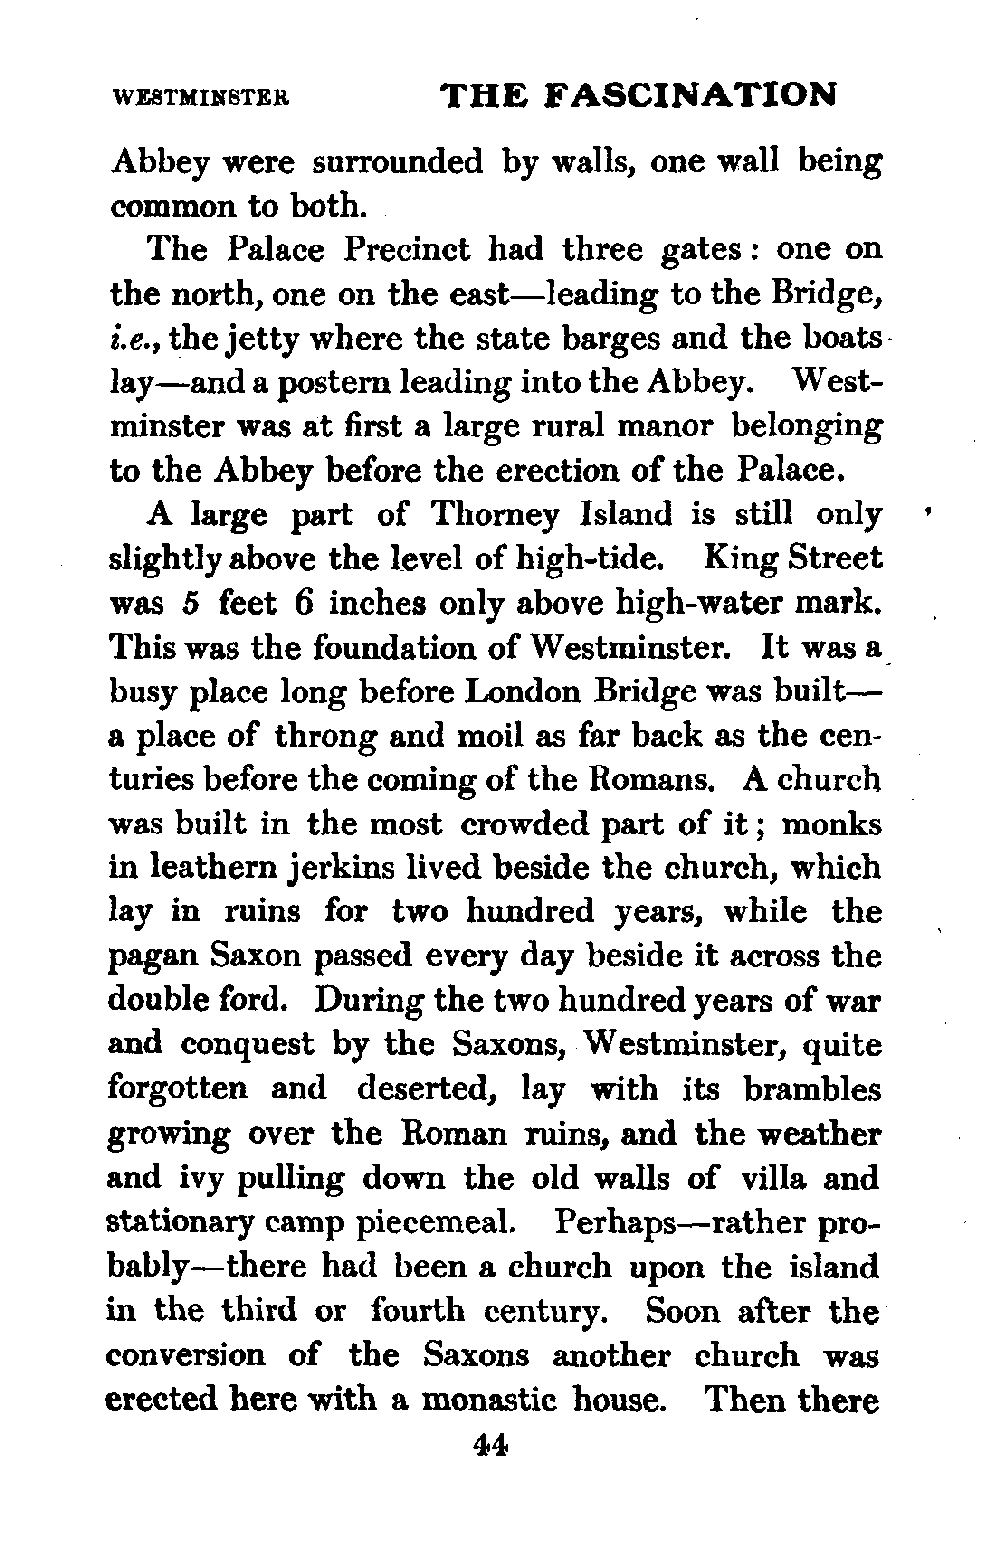 WESTMINSTER THE FASCINATION
Abbey were surrounded by walls, one wall being
common to both.
The Palace Precinct had three gates : one on
the north, one on the east—leading to the Bridge,
i.e., the jetty where the state barges and the boats
lay—and a postern leading into the Abbey. West-
minster was at first a large rural manor belonging
to the Abbey before the erection of the Palace.
A large part of Thorney Island is still only
slightly above the level of high-tide. King Street
was 5 feet 6 inches only above high-water mark.
This was the foundation of Westminster. It was a
busy place long before London Bridge was built—
a place of throng and moil as far back as the cen-
turies before the coming of the Romans. A church
was built in the most crowded part of it ; monks
in leathern jerkins lived beside the church, which
lay in ruins for two hundred years, while the
pagan Saxon passed every day beside it across the
double ford. During the two hundred years of war
and conquest by the Saxons, Westminster, quite
forgotten and deserted, lay with its brambles
growing over the Roman ruins, and the weather
and ivy pulling down the old walls of villa and
stationary camp piecemeal. Perhaps—rather pro-
bably—there had been a church upon the island
in the third or fourth century. Soon after the
conversion of the Saxons another church was
erected here with a monastic house. Then there
44